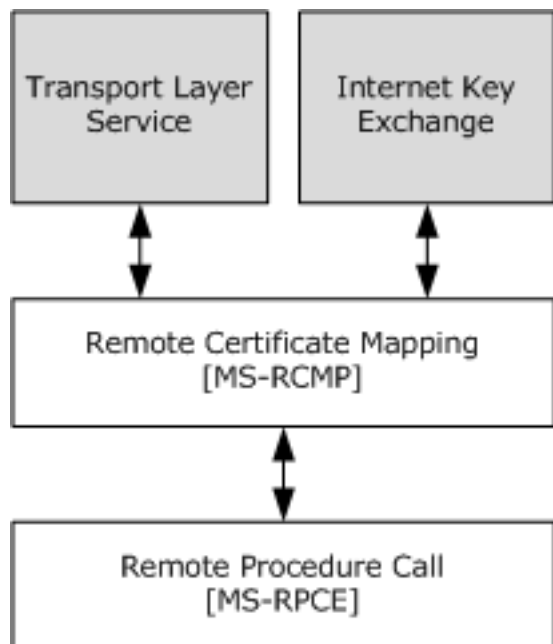 Transport Layer
Service
Internet Key
Exchange
Remote Certificate Mapping
[MS-RCMP]
Remote Procedure Call
[MS-RPCE]